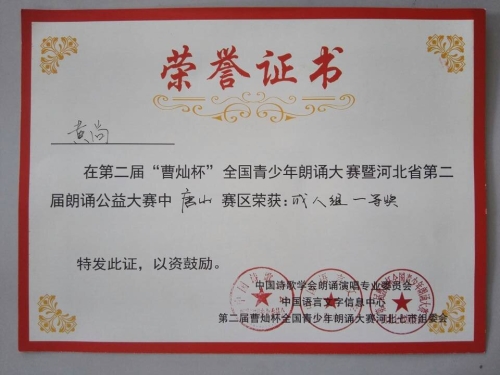 荣誉证书
黄尚
在第二届“曹灿杯”全国青少年朗诵大赛暨河北省第二
届朗诵公益大赛中 唐山 赛区荣获：成人组 一等奖
特发此证，以资鼓励。
中国诗歌学会朗诵演唱专业委员会
中国语言文字信息中心
第二届曹灿杯全国青少年朗诵大赛河北七市组委会